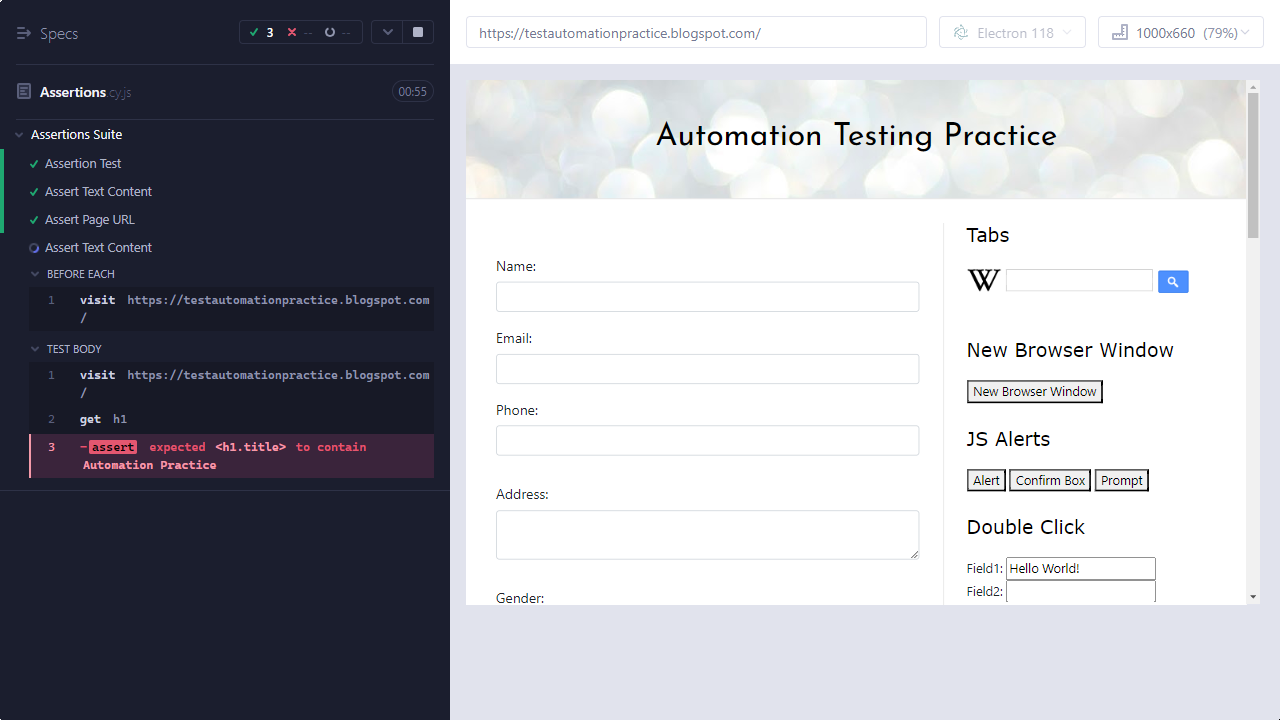 Specs
3 -- --
Assertions.cy.js 00:55
Assertions Suite
Assertion Test
Assert Text Content
Assert Page URL
Assert Text Content
BEFORE EACH
1 visit https://testautomationpractice.blogspot.com
/
TEST BODY
1 visit https://testautomationpractice.blogspot.com
/
2 get h1
3 -assert expected <h1.title> to contain
Automation Practice
https://testautomationpractice.blogspot.com/
Electron 118
1000x660 (79%)
Automation Testing Practice
Name:
Email:
Phone:
Address:
Gender:
Tabs
W
New Browser Window
New Browser Window
JS Alerts
Alert Confirm Box Prompt
Double Click
Field1: Hello World!
Field2: